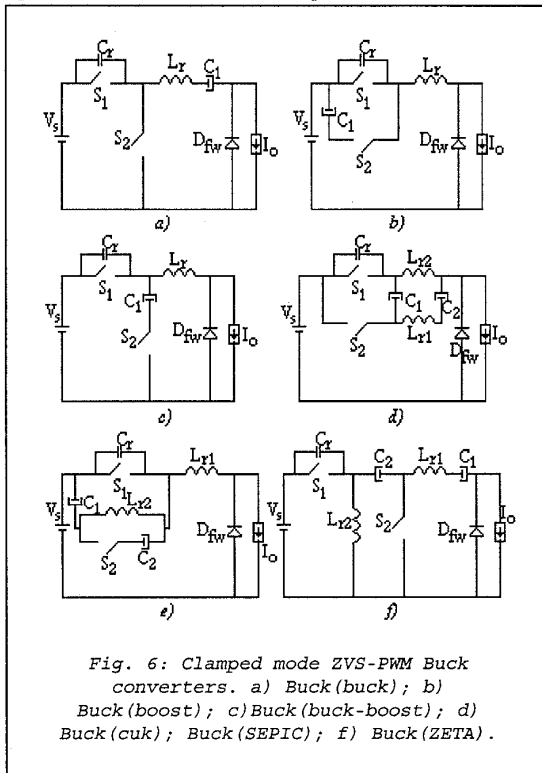 Cr
S1
Lr
C1
Vs
S2
Dfw
Io
a)
Cr
S1
Lr
C1
Vs
S2
Dfw
Io
b)
Cr
S1
Lr
C1
Vs
S2
Dfw
Io
c)
Cr
S1
Lr2
C1
C2
Vs
S2
Lr1
Dfw
Io
d)
Cr
S1
Lr1
C1
Lr2
Vs
S2
C2
Dfw
Io
e)
Cr
S1
C2
Lr1
C1
Vs
Lr2
S2
Dfw
Io
f)
Fig. 6: Clamped mode ZVS-PWM Buck
converters. a) Buck(buck); b)
Buck(boost); c)Buck(buck-boost); d)
Buck(cuk); Buck(SEPIC); f) Buck(ZETA).